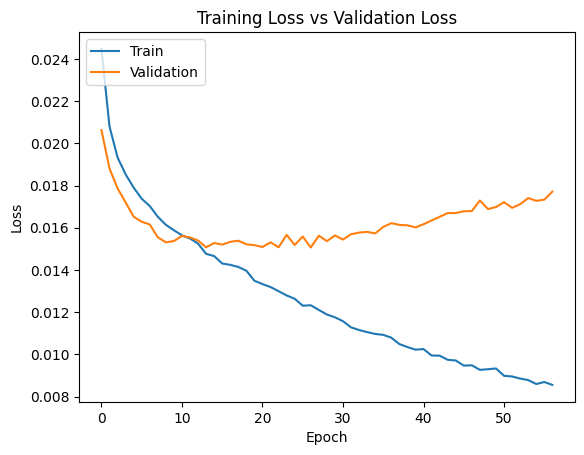 Training Loss vs Validation Loss
Train
Validation
0.024
0.022
0.020
0.018
0.016
0.014
0.012
0.010
0.008
Loss
0 10 20 30 40 50
Epoch